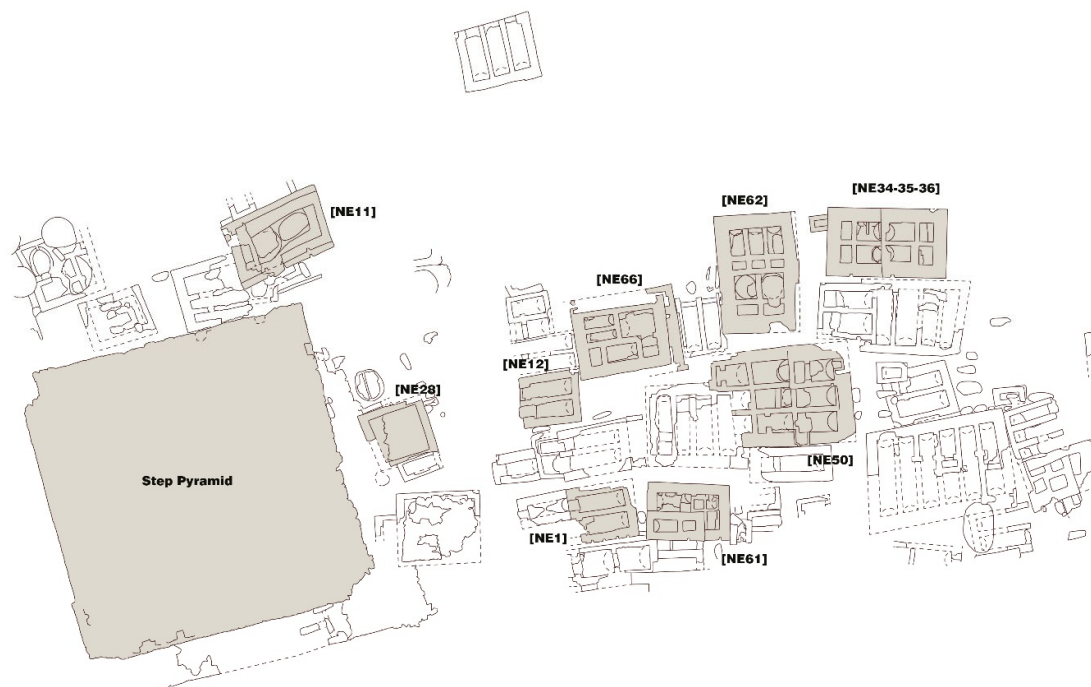 [NE34-35-36]
[NE62]
[NE11]
[NE66]
[NE12]
[NE28]
[NE50]
Step Pyramid
[NE1]
[NE61]